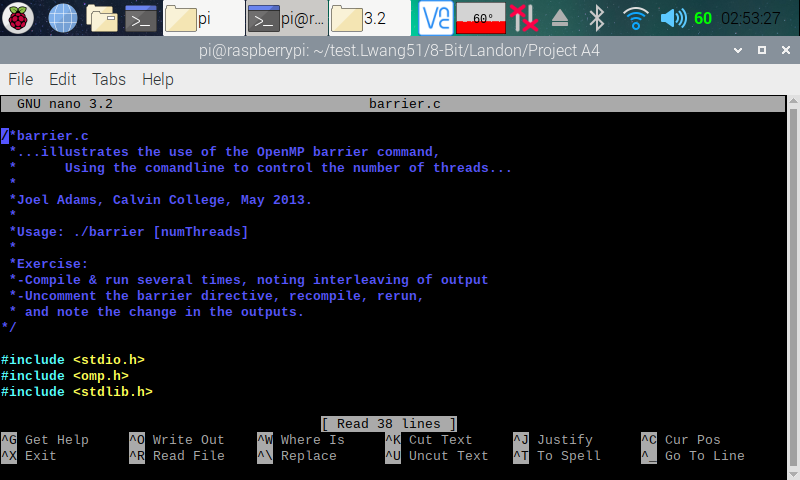 pi
pi@r...
3.2
V2
60°
60
02:53:27
pi@raspberrypi: ~/test.Lwang51/8-Bit/Landon/Project A4
File Edit Tabs Help
GNU nano 3.2 barrier.c
/*barrier.c
*...illustrates the use of the OpenMP barrier command,
* Using the comandline to control the number of threads...
*
*Joel Adams, Calvin College, May 2013.
*
*Usage: ./barrier [numThreads]
*
*Exercise:
*-Compile & run several times, noting interleaving of output
*-Uncomment the barrier directive, recompile, rerun,
* and note the change in the outputs.
*/
#include <stdio.h>
#include <omp.h>
#include <stdlib.h>
[ Read 38 lines ]
^G Get Help ^O Write Out ^W Where Is ^K Cut Text ^J Justify ^C Cur Pos
^X Exit ^R Read File ^\ Replace ^U Uncut Text ^T To Spell ^_ Go To Line